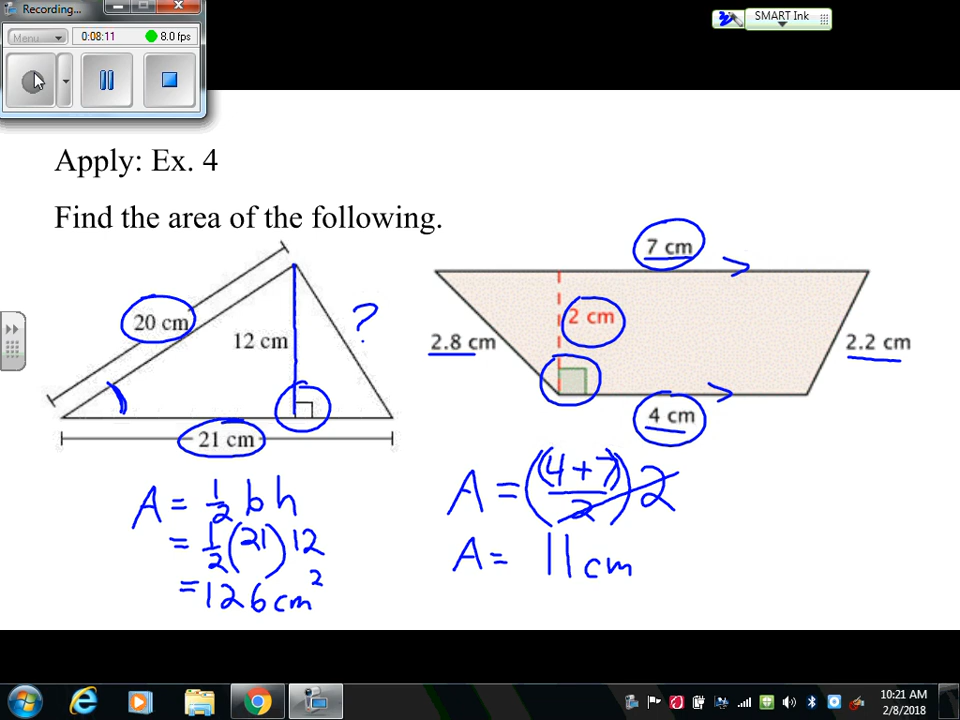 Recording...
SMART Ink
Menu
0:08:11
8.0 fps
Apply: Ex. 4
Find the area of the following.
20 cm
12 cm
?
21 cm
7 cm
2 cm
2.8 cm
2.2 cm
4 cm
A = 1/2 b h
= 1/2 (21) 12
= 126 cm²
A = ((4+7)/2) 2
A = 11 cm
10:21 AM
2/8/2018